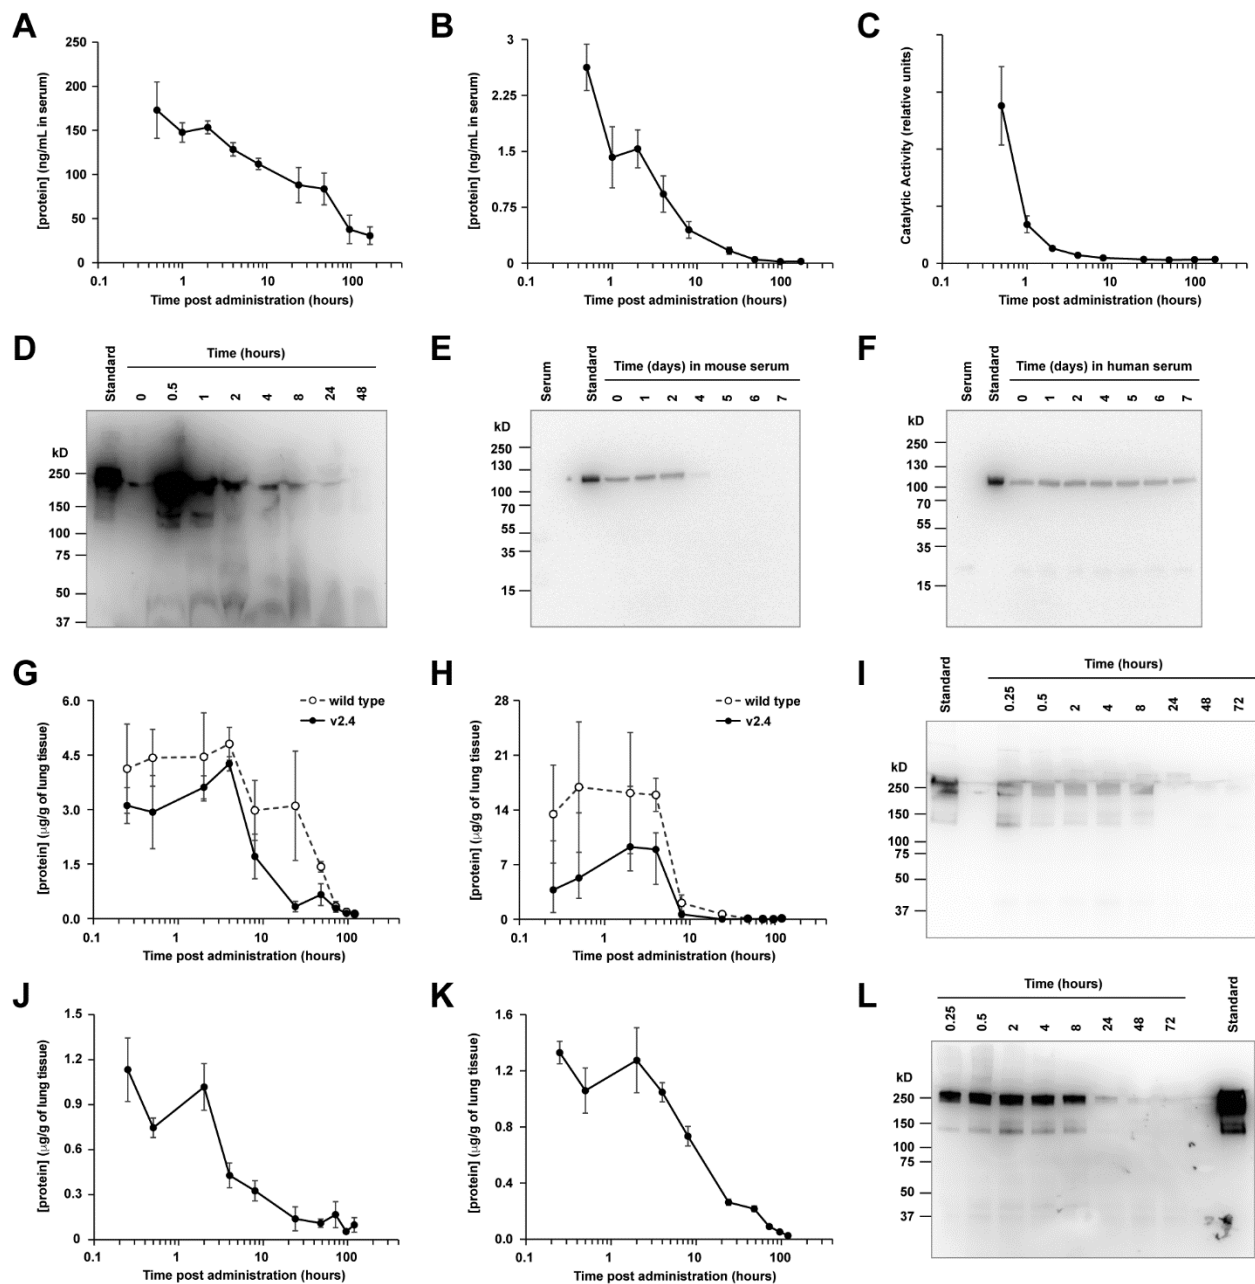 A
[protein] (ng/mL in serum)
250
200
150
100
50
0
0.1
1
10
100
Time post administration (hours)
B
[protein] (ng/mL in serum)
3
2.25
1.5
0.75
0
0.1
1
10
100
Time post administration (hours)
C
Catalytic Activity (relative units)
0
0.1
1
10
100
Time post administration (hours)
D
Standard
Time (hours)
0 0.5 1 2 4 8 24 48
kD
250
150
100
75
50
37
E
Serum
Standard
Time (days) in mouse serum
0 1 2 4 5 6 7
kD
250
130
100
70
55
35
15
F
Serum
Standard
Time (days) in human serum
0 1 2 4 5 6 7
kD
250
130
100
70
55
35
15
G
[protein] (µg/g of lung tissue)
6.0
4.5
3.0
1.5
0.0
wild type
v2.4
0.1
1
10
100
Time post administration (hours)
H
[protein] (µg/g of lung tissue)
28
21
14
7
0
wild type
v2.4
0.1
1
10
100
Time post administration (hours)
I
Standard
Time (hours)
0.25 0.5 2 4 8 24 48 72
kD
250
150
100
75
50
37
J
[protein] (µg/g of lung tissue)
1.5
1.2
0.9
0.6
0.3
0
0.1
1
10
100
Time post administration (hours)
K
[protein] (µg/g of lung tissue)
1.6
1.2
0.8
0.4
0.0
0.1
1
10
100
Time post administration (hours)
L
Time (hours)
0.25 0.5 2 4 8 24 48 72
Standard
kD
250
150
100
75
50
37